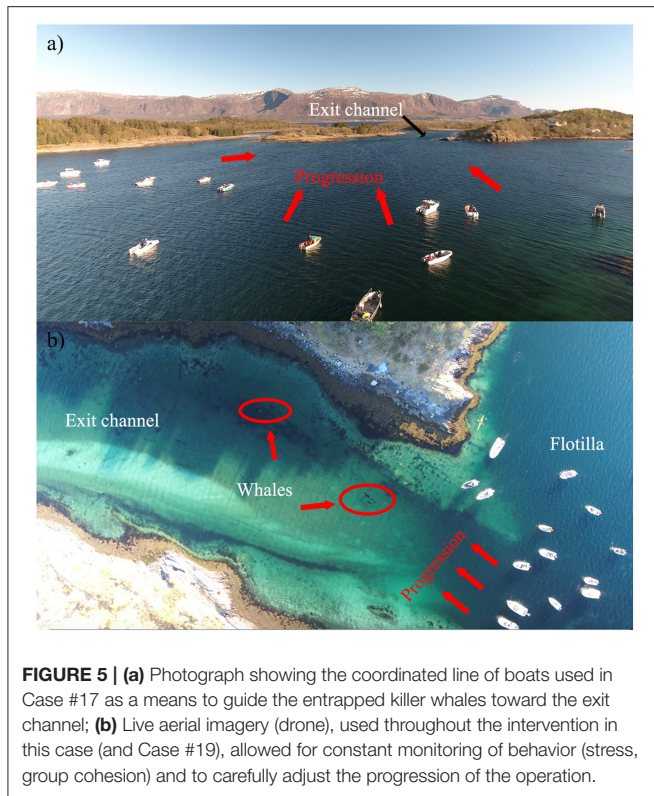 a)
Exit channel
Progression
b)
Exit channel
Whales
Flotilla
Progression
FIGURE 5 | (a) Photograph showing the coordinated line of boats used in
Case #17 as a means to guide the entrapped killer whales toward the exit
channel; (b) Live aerial imagery (drone), used throughout the intervention in
this case (and Case #19), allowed for constant monitoring of behavior (stress,
group cohesion) and to carefully adjust the progression of the operation.